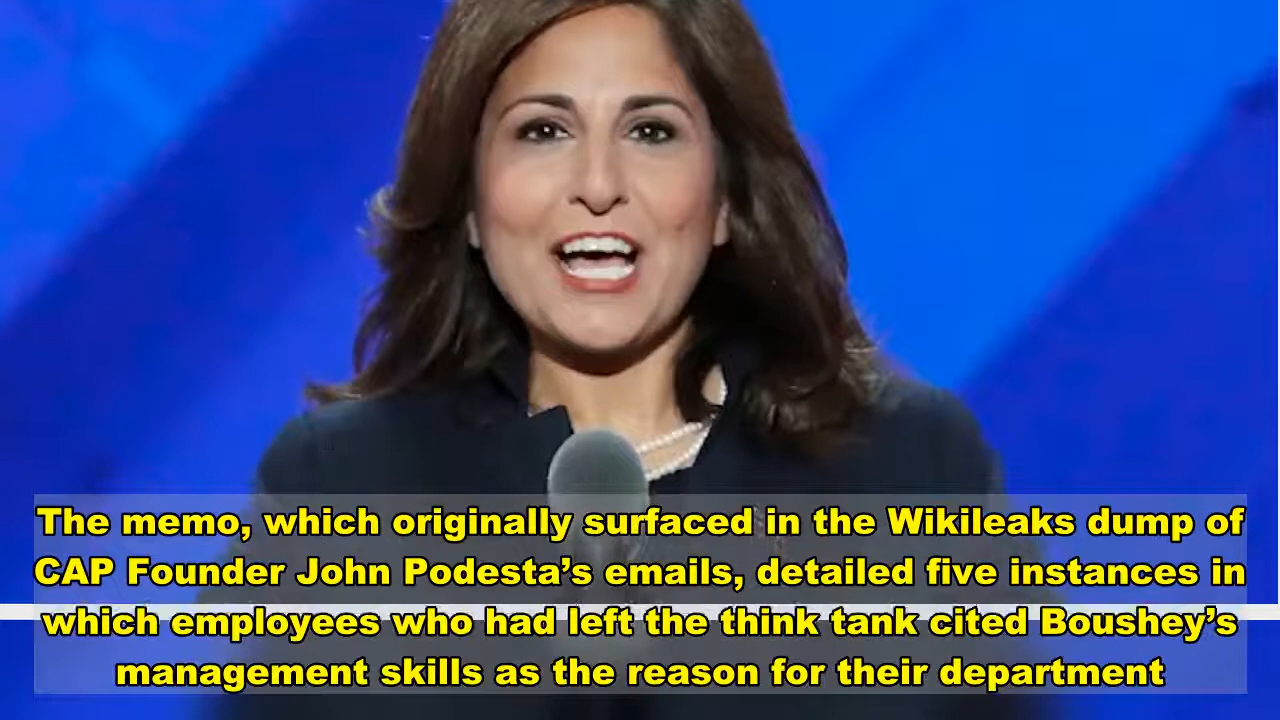 The memo, which originally surfaced in the Wikileaks dump of
CAP Founder John Podesta’s emails, detailed five instances in
which employees who had left the think tank cited Boushey’s
management skills as the reason for their department